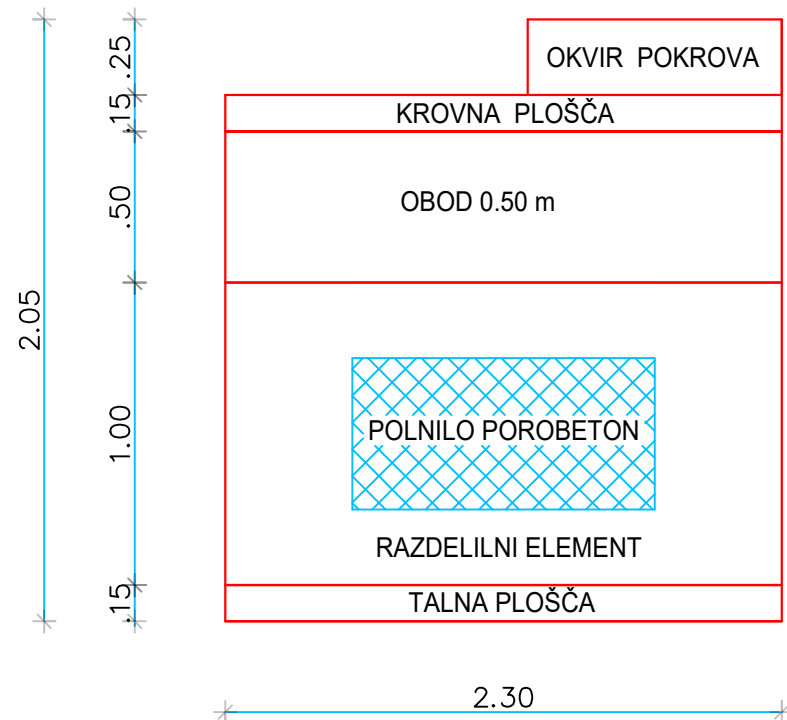 .25
OKVIR POKROVA
.15
KROVNA PLOŠČA
.50
OBOD 0.50 m
2.05
1.00
POLNILO POROBETON
RAZDELILNI ELEMENT
.15
TALNA PLOŠČA
2.30